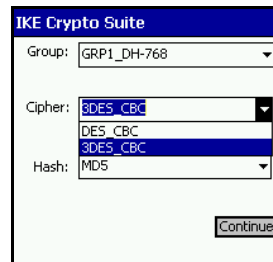 IKE Crypto Suite
Group: GRP1_DH-768
Cipher: 3DES_CBC
DES_CBC
3DES_CBC
Hash: MD5
Continue